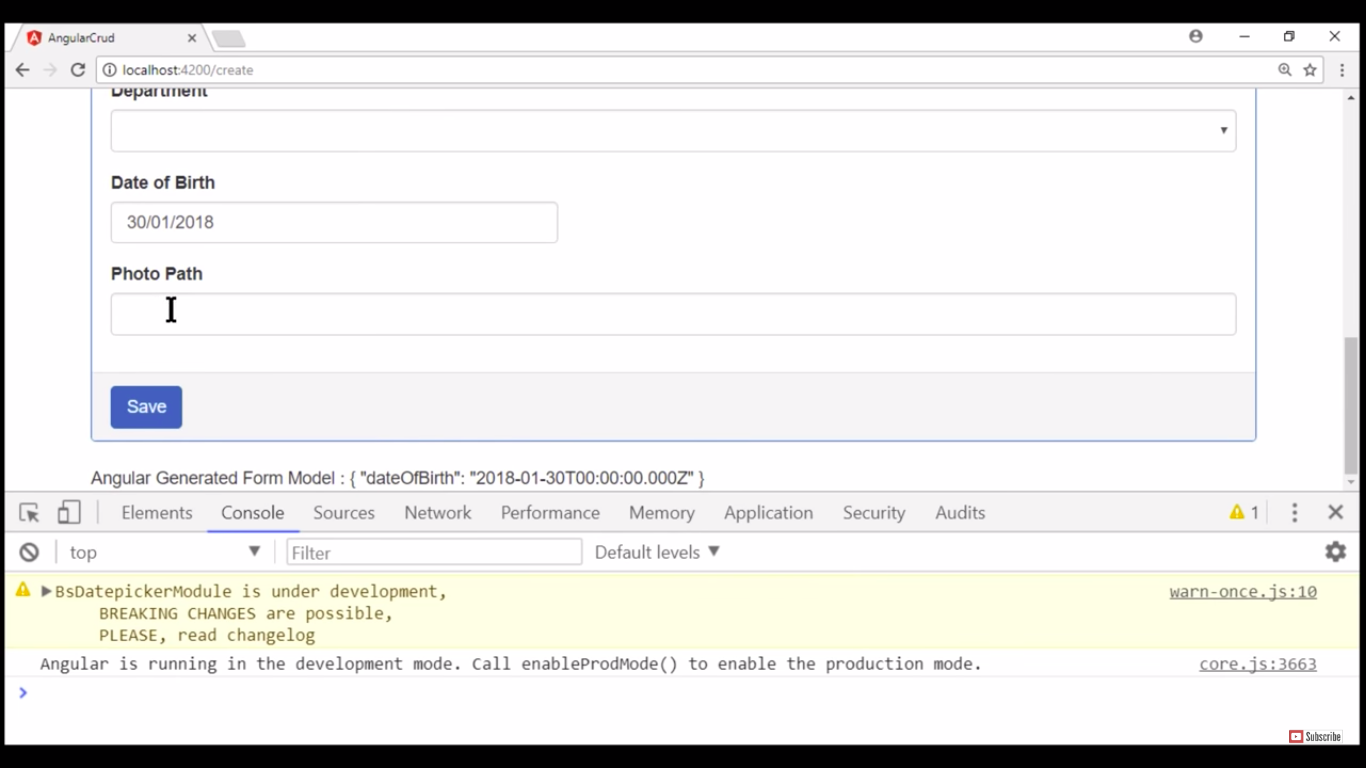 AngularCrud
localhost:4200/create
Department
Date of Birth
30/01/2018
Photo Path
Save
Angular Generated Form Model : { "dateOfBirth": "2018-01-30T00:00:00.000Z" }
Elements Console Sources Network Performance Memory Application Security Audits 1
top Filter Default levels
BsDatepickerModule is under development, warn-once.js:10
BREAKING CHANGES are possible,
PLEASE, read changelog
Angular is running in the development mode. Call enableProdMode() to enable the production mode. core.js:3663
Subscribe